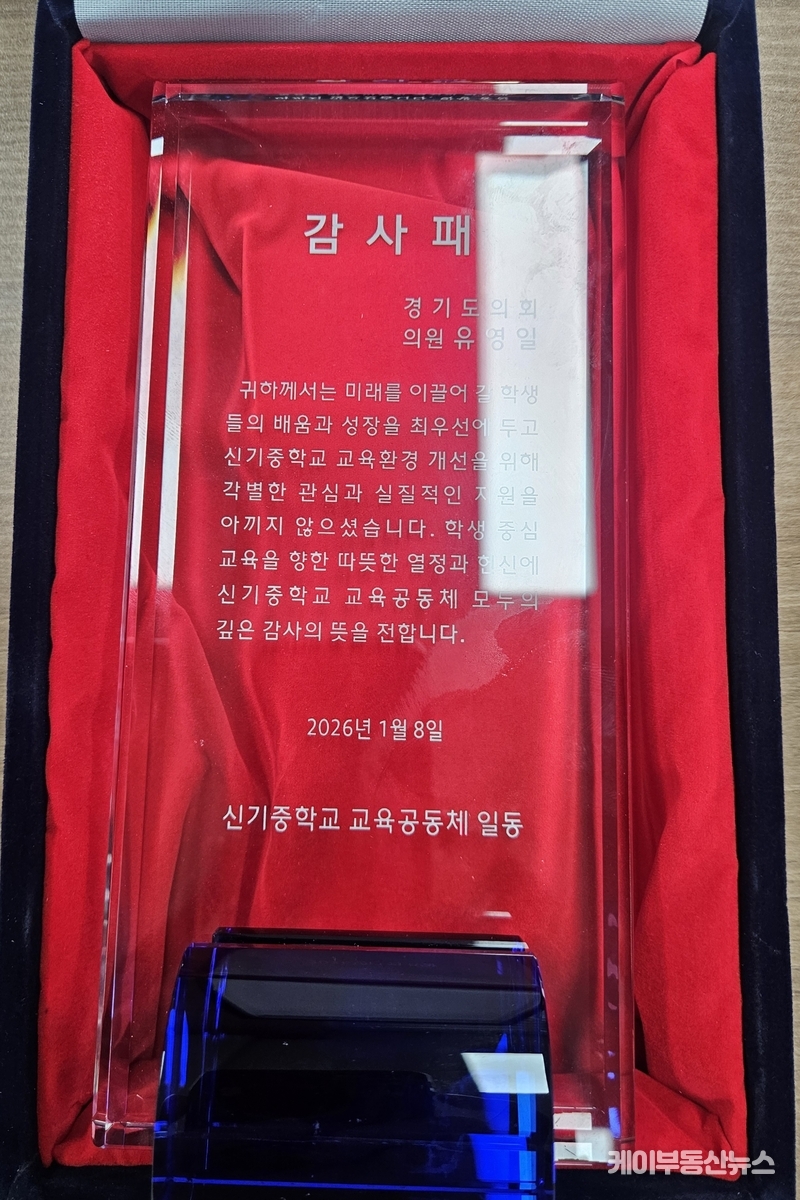 감 사 패
경 기 도 의 회
의원 유 영 일
귀하께서는 미래를 이끌어 갈 학생
들의 배움과 성장을 최우선에 두고
신기중학교 교육환경 개선을 위해
각별한 관심과 실질적인 지원을
아끼지 않으셨습니다. 학생 중심
교육을 향한 따뜻한 열정과 헌신에
신기중학교 교육공동체 모두의
깊은 감사의 뜻을 전합니다.
2026년 1월 8일
신기중학교 교육공동체 일동
케이부동산뉴스